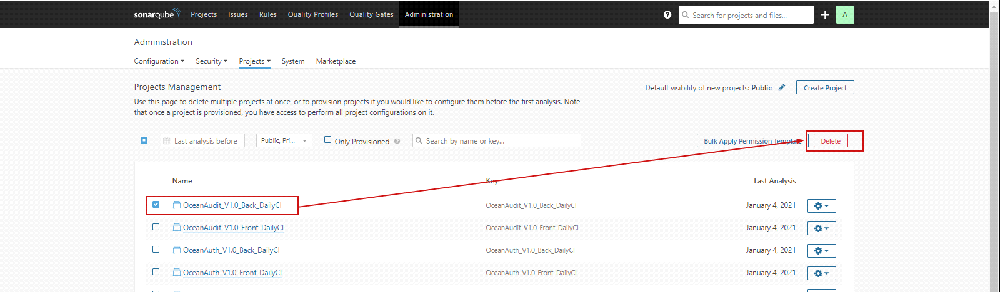 sonarqube Projects Issues Rules Quality Profiles Quality Gates Administration ? Search for projects and files... + A
Administration
Configuration Security Projects System Marketplace
Projects Management
Default visibility of new projects: Public Create Project
Use this page to delete multiple projects at once, or to provision projects if you would like to configure them before the first analysis. Note
that once a project is provisioned, you have access to perform all project configurations on it.
Last analysis before Public, Pri... Only Provisioned ? Search by name or key... Bulk Apply Permission Template Delete
Name Key Last Analysis
OceanAudit_V1.0_Back_DailyCI OceanAudit_V1.0_Back_DailyCI January 4, 2021
OceanAudit_V1.0_Front_DailyCI OceanAudit_V1.0_Front_DailyCI January 4, 2021
OceanAuth_V1.0_Back_DailyCI OceanAuth_V1.0_Back_DailyCI January 4, 2021
OceanAuth_V1.0_Front_DailyCI OceanAuth_V1.0_Front_DailyCI January 4, 2021